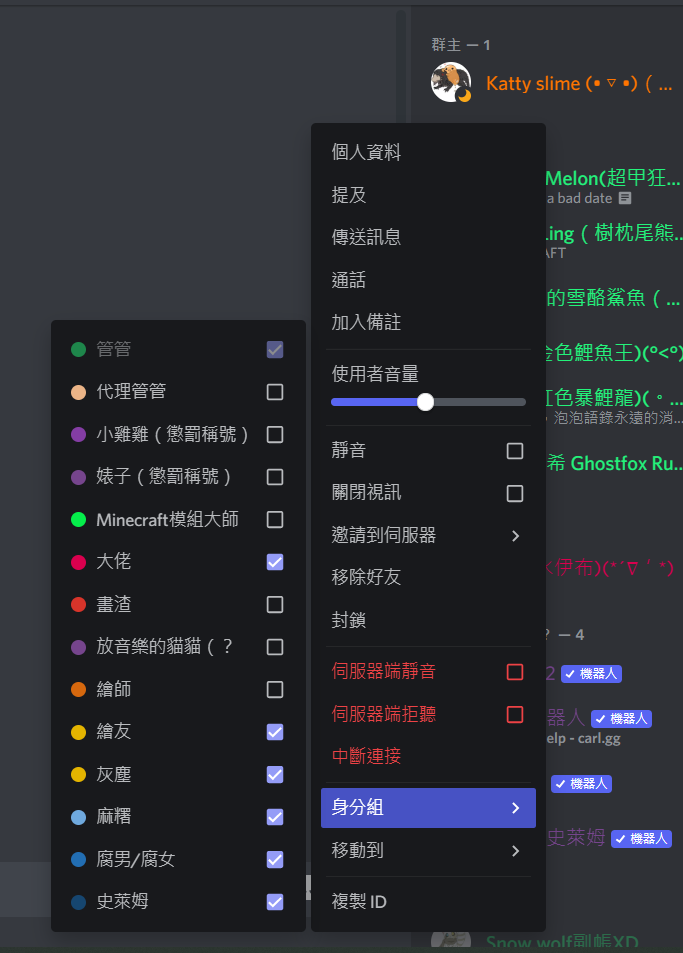 群主 — 1
Katty slime (• ▿ •) ( ...
Melon(超甲狂...
a bad date
ing ( 樹枕尾熊...
AFT
的雪酪鯊魚 ( ...
金色鯉魚王)(°<°)
紅色暴鯉龍)( 。...
泡泡語錄永遠的消...
希 Ghostfox Ru...
伊布)(*ˊ∇ˋ*)
? — 4
2 機器人
器人 機器人
elp - carl.gg
機器人
史萊姆 機器人
Snow wolf副帳XD
個人資料
提及
傳送訊息
通話
加入備註
使用者音量
靜音
關閉視訊
邀請到伺服器
移除好友
封鎖
伺服器端靜音
伺服器端拒聽
中斷連接
身分組
移動到
複製 ID
管管
代理管管
小雞雞 ( 懲罰稱號 )
婊子 ( 懲罰稱號 )
Minecraft模組大師
大佬
畫渣
放音樂的貓貓 ( ?
繪師
繪友
灰塵
麻糬
腐男/腐女
史萊姆